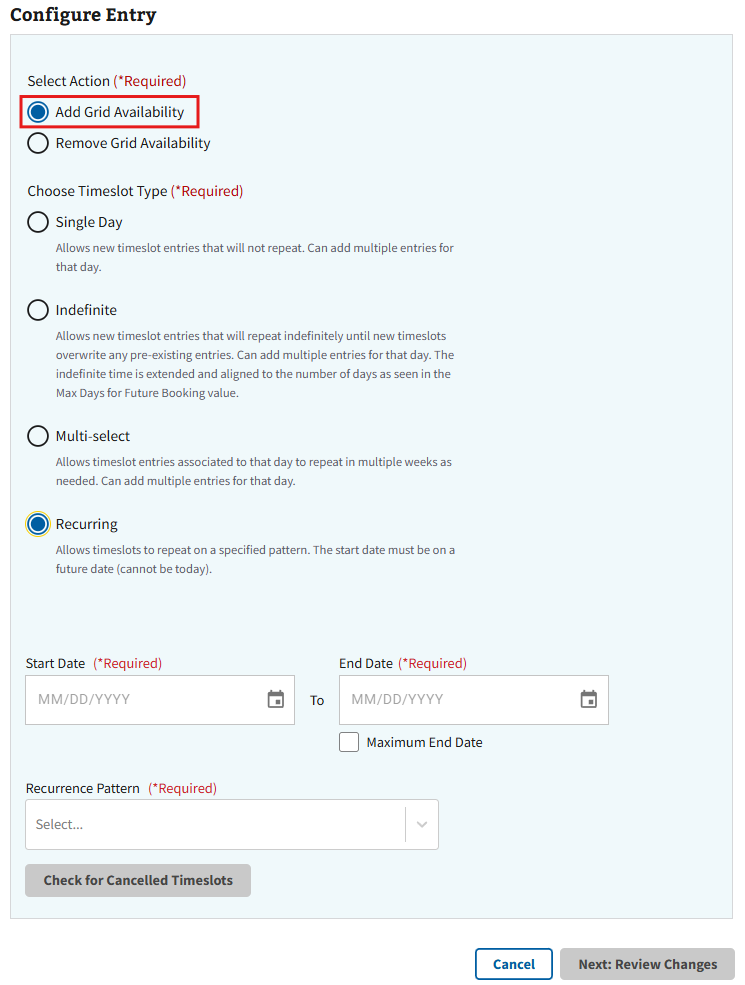 Configure Entry
Select Action (*Required)
Add Grid Availability
Remove Grid Availability
Choose Timeslot Type (*Required)
Single Day
Allows new timeslot entries that will not repeat. Can add multiple entries for
that day.
Indefinite
Allows new timeslot entries that will repeat indefinitely until new timeslots
overwrite any pre-existing entries. Can add multiple entries for that day. The
indefinite time is extended and aligned to the number of days as seen in the
Max Days for Future Booking value.
Multi-select
Allows timeslot entries associated to that day to repeat in multiple weeks as
needed. Can add multiple entries for that day.
Recurring
Allows timeslots to repeat on a specified pattern. The start date must be on a
future date (cannot be today).
Start Date (*Required)
End Date (*Required)
MM/DD/YYYY
To
MM/DD/YYYY
Maximum End Date
Recurrence Pattern (*Required)
Select...
Check for Cancelled Timeslots
Cancel
Next: Review Changes